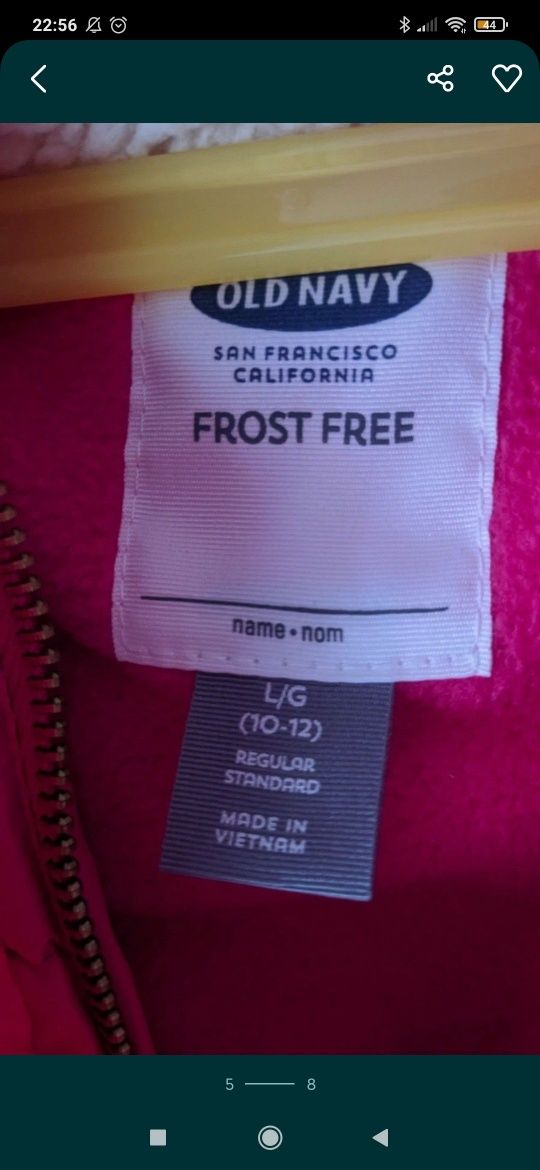 22:56
44
OLD NAVY
SAN FRANCISCO
CALIFORNIA
FROST FREE
name•nom
L/G
(10-12)
REGULAR
STANDARD
MADE IN
VIETNAM
5
8